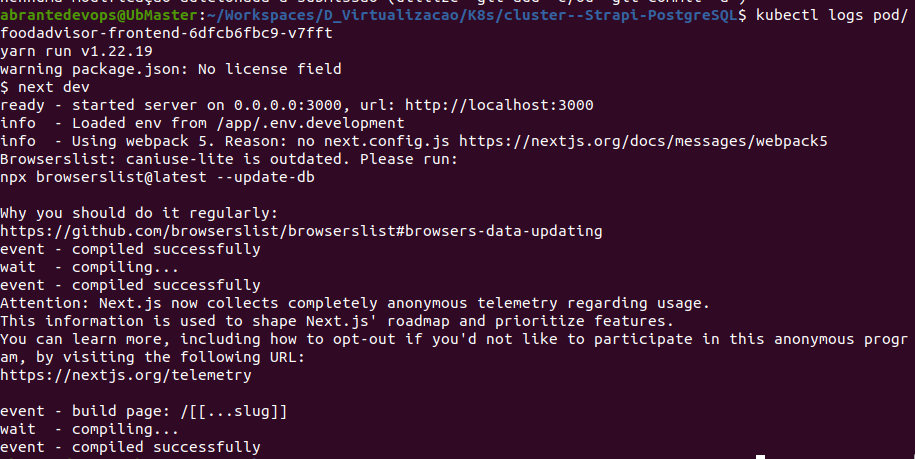 abrantedevops@UbMaster:~/Workspaces/D_Virtualizacao/K8s/cluster--Strapi-PostgreSQL$ kubectl logs pod/
foodadvisor-frontend-6dfcb6fbc9-v7fft
yarn run v1.22.19
warning package.json: No license field
$ next dev
ready - started server on 0.0.0.0:3000, url: http://localhost:3000
info  - Loaded env from /app/.env.development
info  - Using webpack 5. Reason: no next.config.js https://nextjs.org/docs/messages/webpack5
Browserslist: caniuse-lite is outdated. Please run:
npx browserslist@latest --update-db

Why you should do it regularly:
https://github.com/browserslist/browserslist#browsers-data-updating
event - compiled successfully
wait  - compiling...
event - compiled successfully
Attention: Next.js now collects completely anonymous telemetry regarding usage.
This information is used to shape Next.js' roadmap and prioritize features.
You can learn more, including how to opt-out if you'd not like to participate in this anonymous progr
am, by visiting the following URL:
https://nextjs.org/telemetry

event - build page: /[[...slug]]
wait  - compiling...
event - compiled successfully